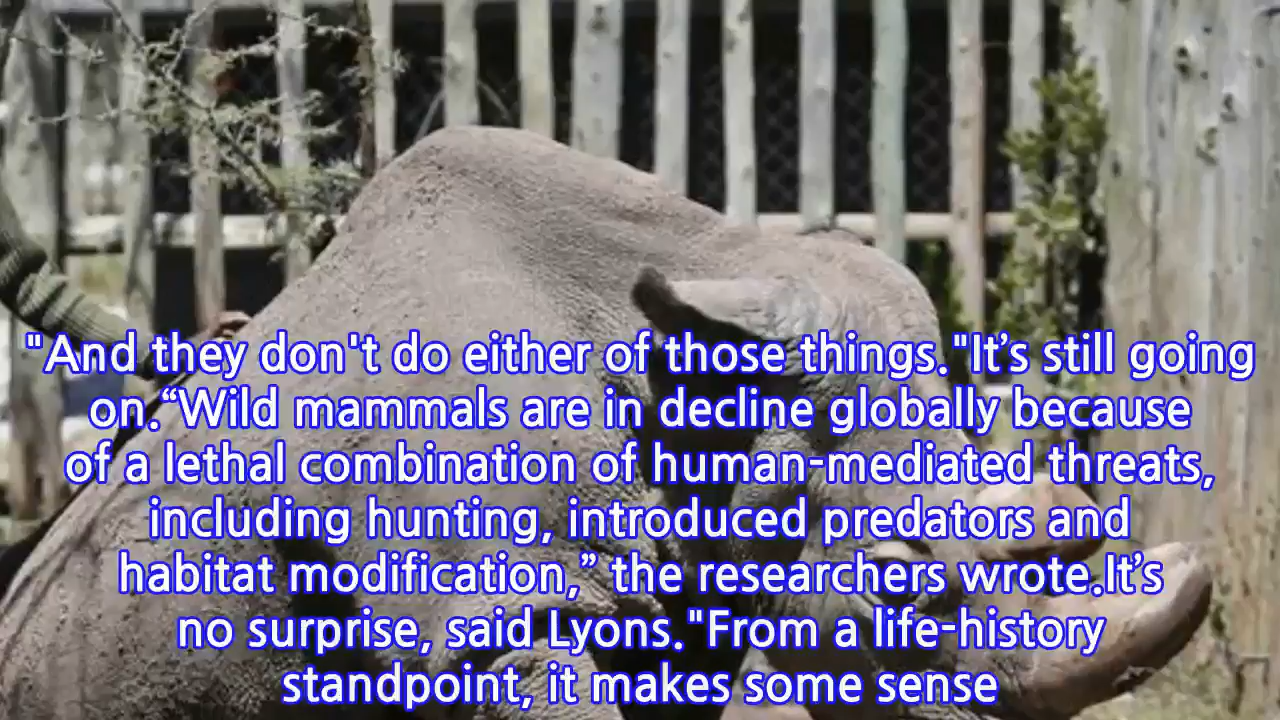 "And they don't do either of those things."It’s still going
on.“Wild mammals are in decline globally because
of a lethal combination of human-mediated threats,
including hunting, introduced predators and
habitat modification,” the researchers wrote.It’s
no surprise, said Lyons."From a life-history
standpoint, it makes some sense